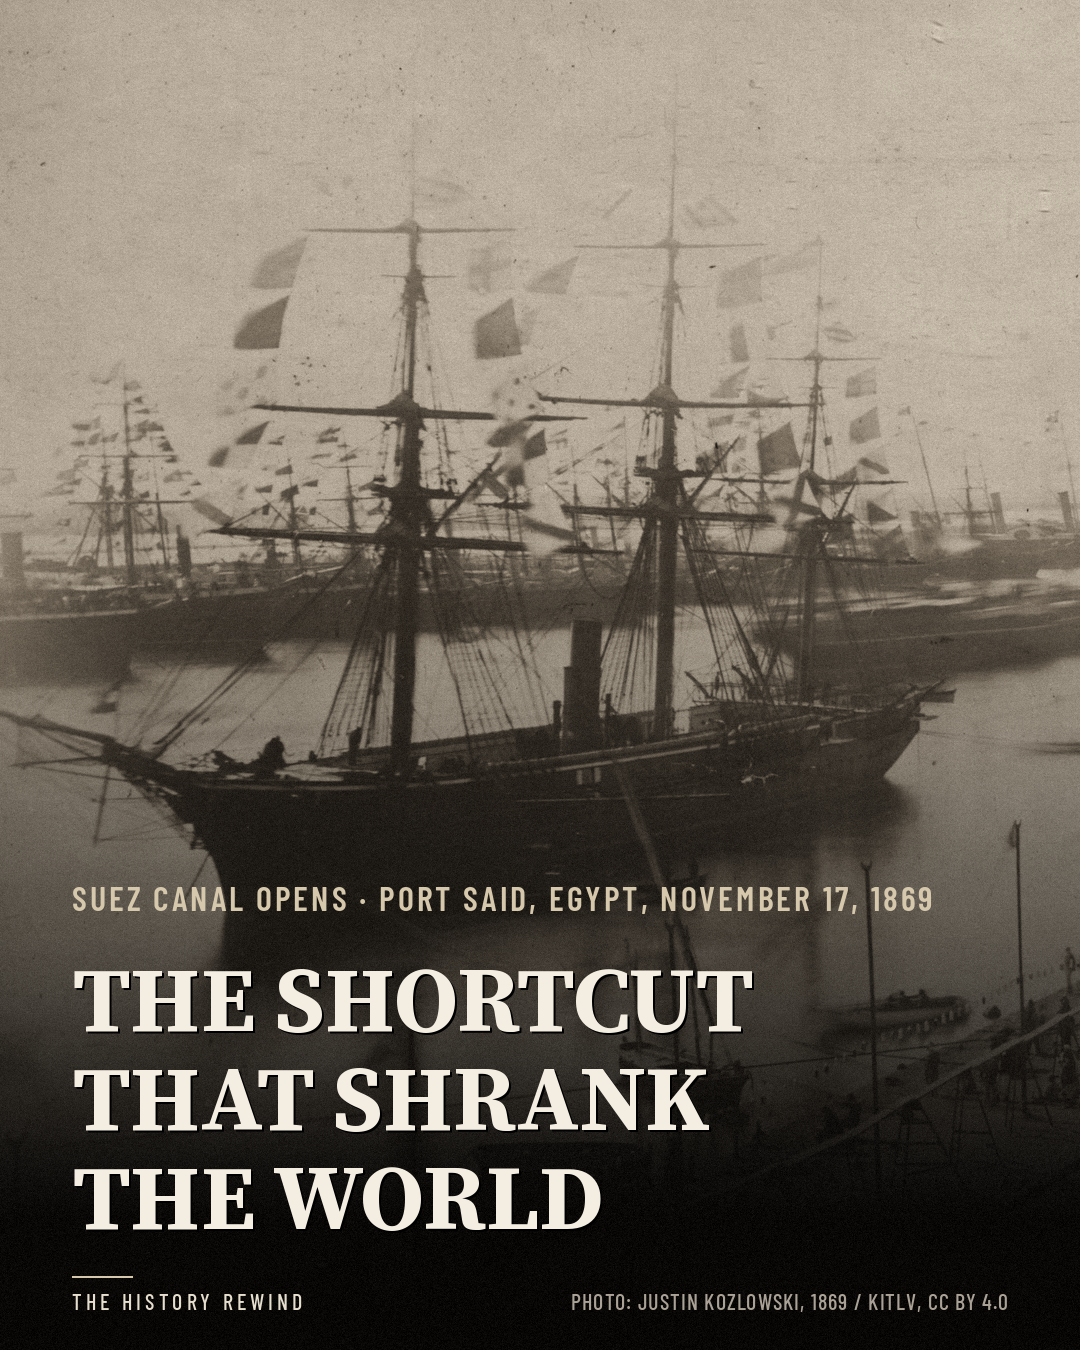 SUEZ CANAL OPENS · PORT SAID, EGYPT, NOVEMBER 17, 1869
THE SHORTCUT
THAT SHRANK
THE WORLD
THE HISTORY REWIND
PHOTO: JUSTIN KOZLOWSKI, 1869 / KITLV, CC BY 4.0